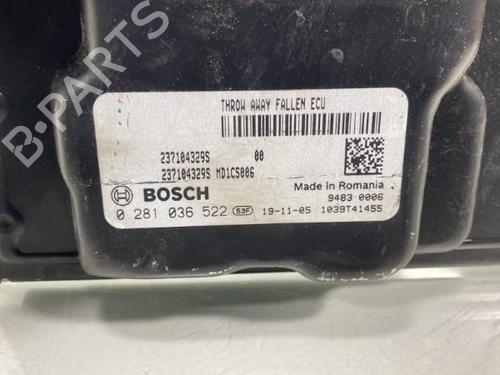 B-PARTS
THROW AWAY FALLEN ECU
237104329S 00
237104329S MD1CS006
Made in Romania
BOSCH
9483 0006
0 281 036 522 63F 19-11-05 1039T41455